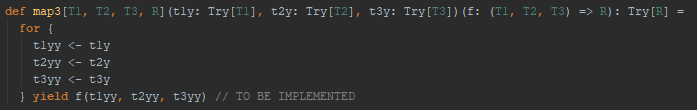 def map3[T1, T2, T3, R](t1y: Try[T1], t2y: Try[T2], t3y: Try[T3])(f: (T1, T2, T3) => R): Try[R] =
  for {
    t1yy <- t1y
    t2yy <- t2y
    t3yy <- t3y
  } yield f(t1yy, t2yy, t3yy) // TO BE IMPLEMENTED